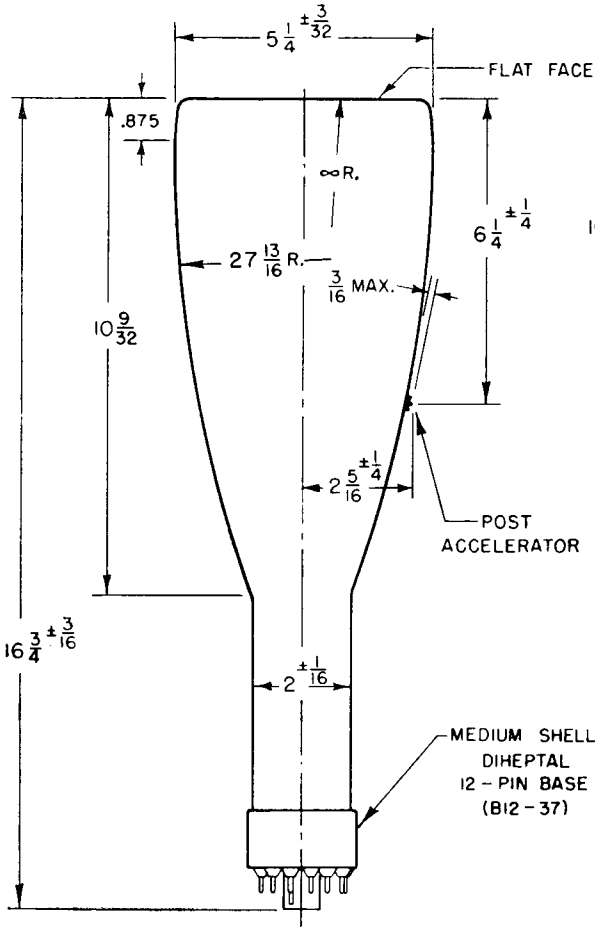 5 1/4 ± 3/32
FLAT FACE
.875
∞ R.
6 1/4 ± 1/4
27 13/16 R.
3/16 MAX.
10 9/32
2 5/16 ± 1/4
POST
ACCELERATOR
16 3/4 ± 3/16
2 ± 1/16
MEDIUM SHELL
DIHEPTAL
12-PIN BASE
(B12-37)